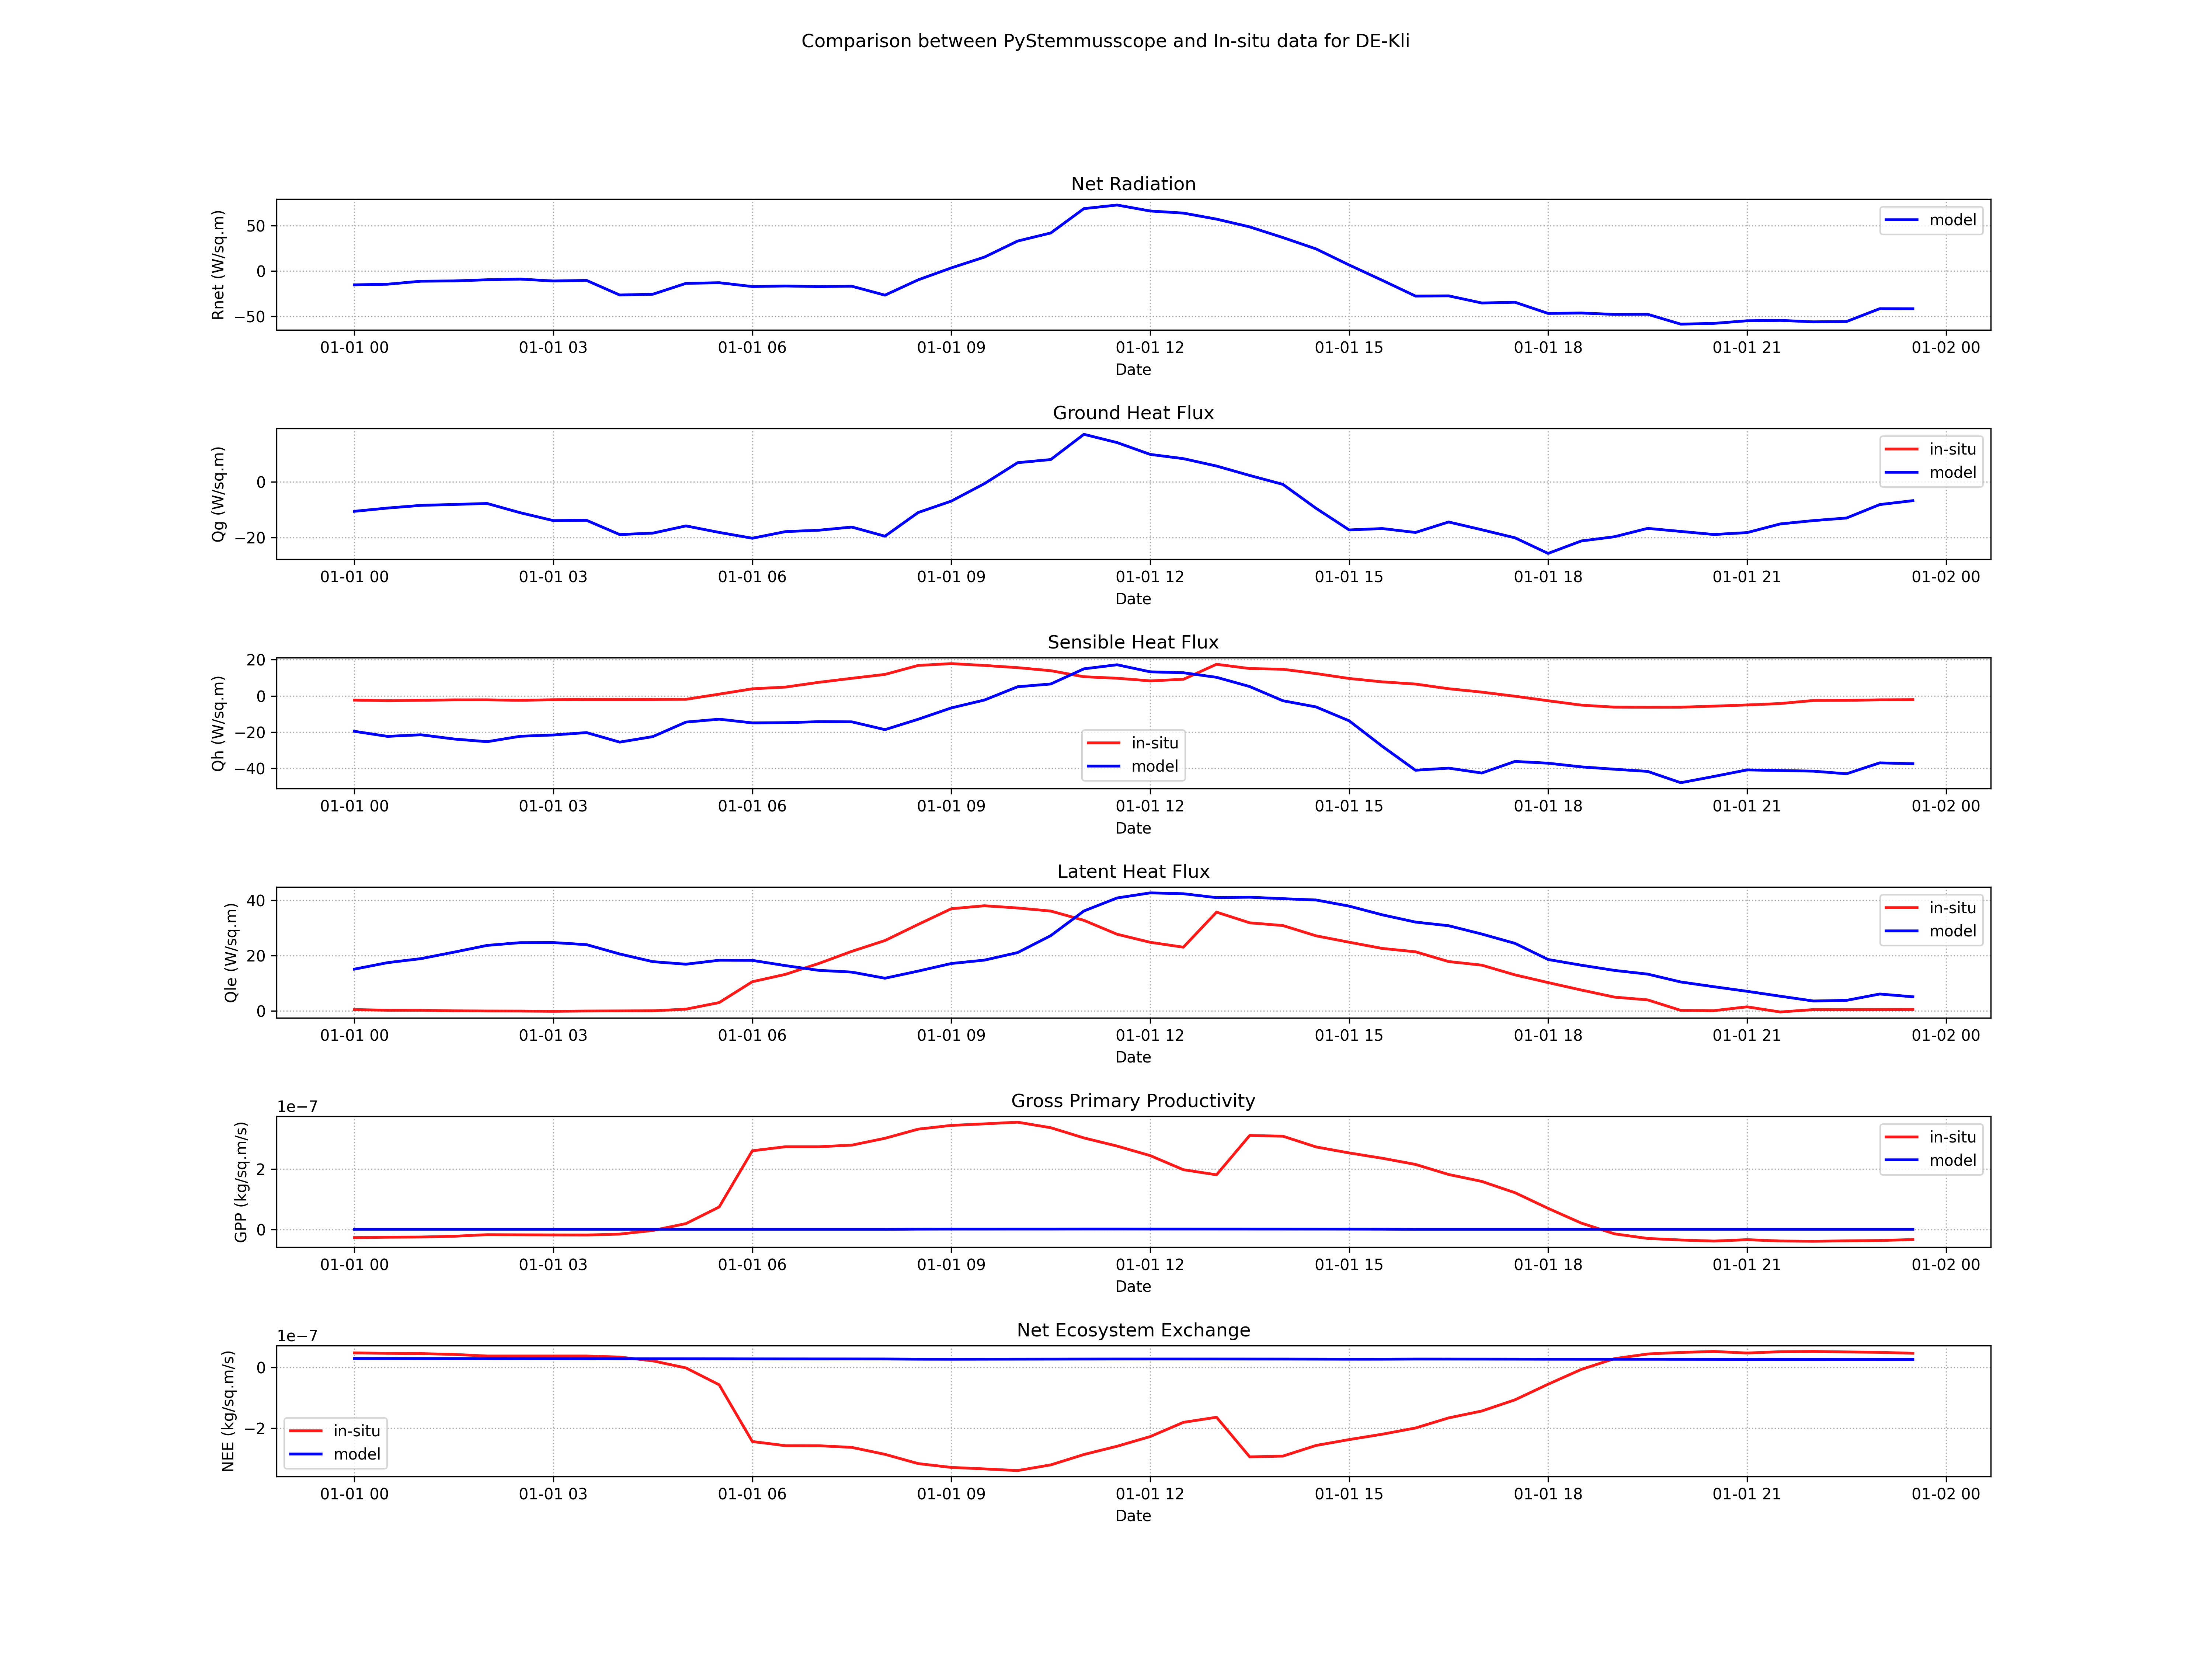 Comparison between PyStemmusscope and In-situ data for DE-Kli
Net Radiation
Rnet (W/sq.m)
50
0
−50
model
01-01 00 01-01 03 01-01 06 01-01 09 01-01 12 01-01 15 01-01 18 01-01 21 01-02 00
Date
Ground Heat Flux
Qg (W/sq.m)
0
−20
in-situ
model
01-01 00 01-01 03 01-01 06 01-01 09 01-01 12 01-01 15 01-01 18 01-01 21 01-02 00
Date
Sensible Heat Flux
Qh (W/sq.m)
20
0
−20
−40
in-situ
model
01-01 00 01-01 03 01-01 06 01-01 09 01-01 12 01-01 15 01-01 18 01-01 21 01-02 00
Date
Latent Heat Flux
Qle (W/sq.m)
40
20
0
in-situ
model
01-01 00 01-01 03 01-01 06 01-01 09 01-01 12 01-01 15 01-01 18 01-01 21 01-02 00
Date
Gross Primary Productivity
1e−7
GPP (kg/sq.m/s)
2
0
in-situ
model
01-01 00 01-01 03 01-01 06 01-01 09 01-01 12 01-01 15 01-01 18 01-01 21 01-02 00
Date
Net Ecosystem Exchange
1e−7
NEE (kg/sq.m/s)
0
−2
in-situ
model
01-01 00 01-01 03 01-01 06 01-01 09 01-01 12 01-01 15 01-01 18 01-01 21 01-02 00
Date